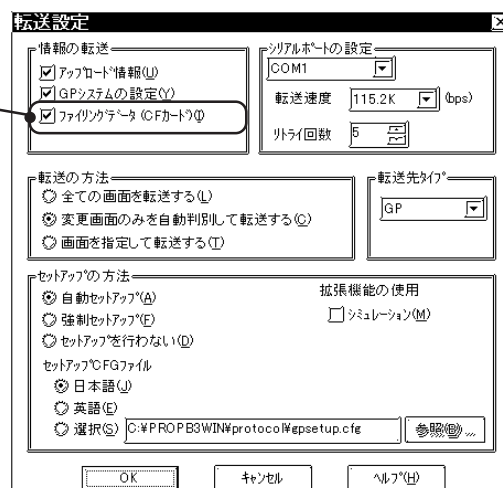 転送設定
情報の転送
アップロード情報(U)
GPシステムの設定(Y)
ファイリングデータ(CFカード)(I)
シリアルポートの設定
COM1
転送速度 115.2K (bps)
リトライ回数 5
転送の方法
全ての画面を転送する(L)
変更画面のみを自動判別して転送する(C)
画面を指定して転送する(T)
転送先タイプ
GP
セットアップの方法
自動セットアップ(A)
強制セットアップ(F)
セットアップを行わない(D)
拡張機能の使用
シミュレーション(M)
セットアップCFGファイル
日本語(J)
英語(E)
選択(S) C:¥PROPB3WIN¥protocol¥gpsetup.cfg 参照(B)...
OK キャンセル ヘルプ(H)